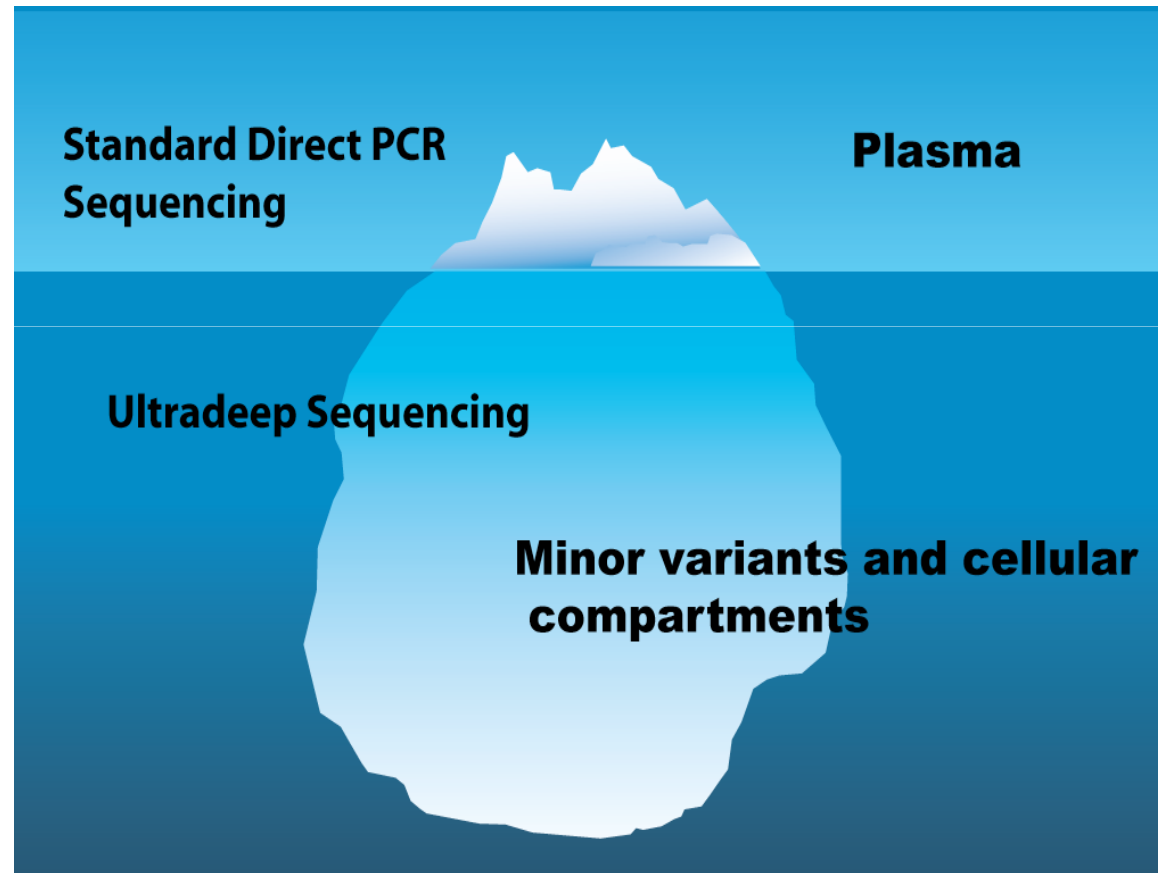 Standard Direct PCR
Sequencing
Plasma
Ultradeep Sequencing
Minor variants and cellular
compartments